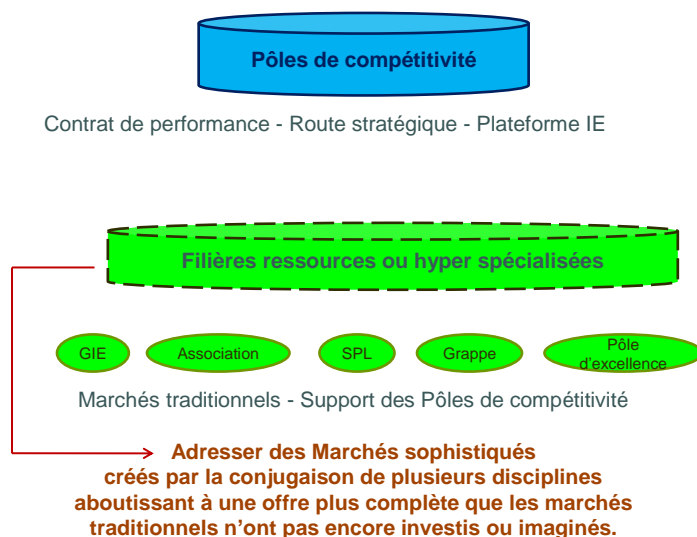 Pôles de compétitivité
Contrat de performance - Route stratégique - Plateforme IE
Filières ressources ou hyper spécialisées
GIE
Association
SPL
Grappe
Pôle
d'excellence
Marchés traditionnels - Support des Pôles de compétitivité
Adresser des Marchés sophistiqués
créés par la conjugaison de plusieurs disciplines
aboutissant à une offre plus complète que les marchés
traditionnels n'ont pas encore investis ou imaginés.